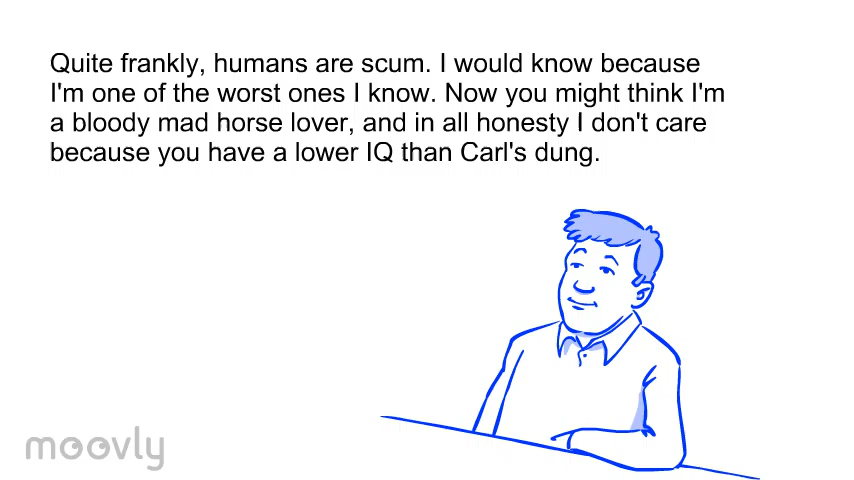 Quite frankly, humans are scum. I would know because
I'm one of the worst ones I know. Now you might think I'm
a bloody mad horse lover, and in all honesty I don't care
because you have a lower IQ than Carl's dung.
moovly